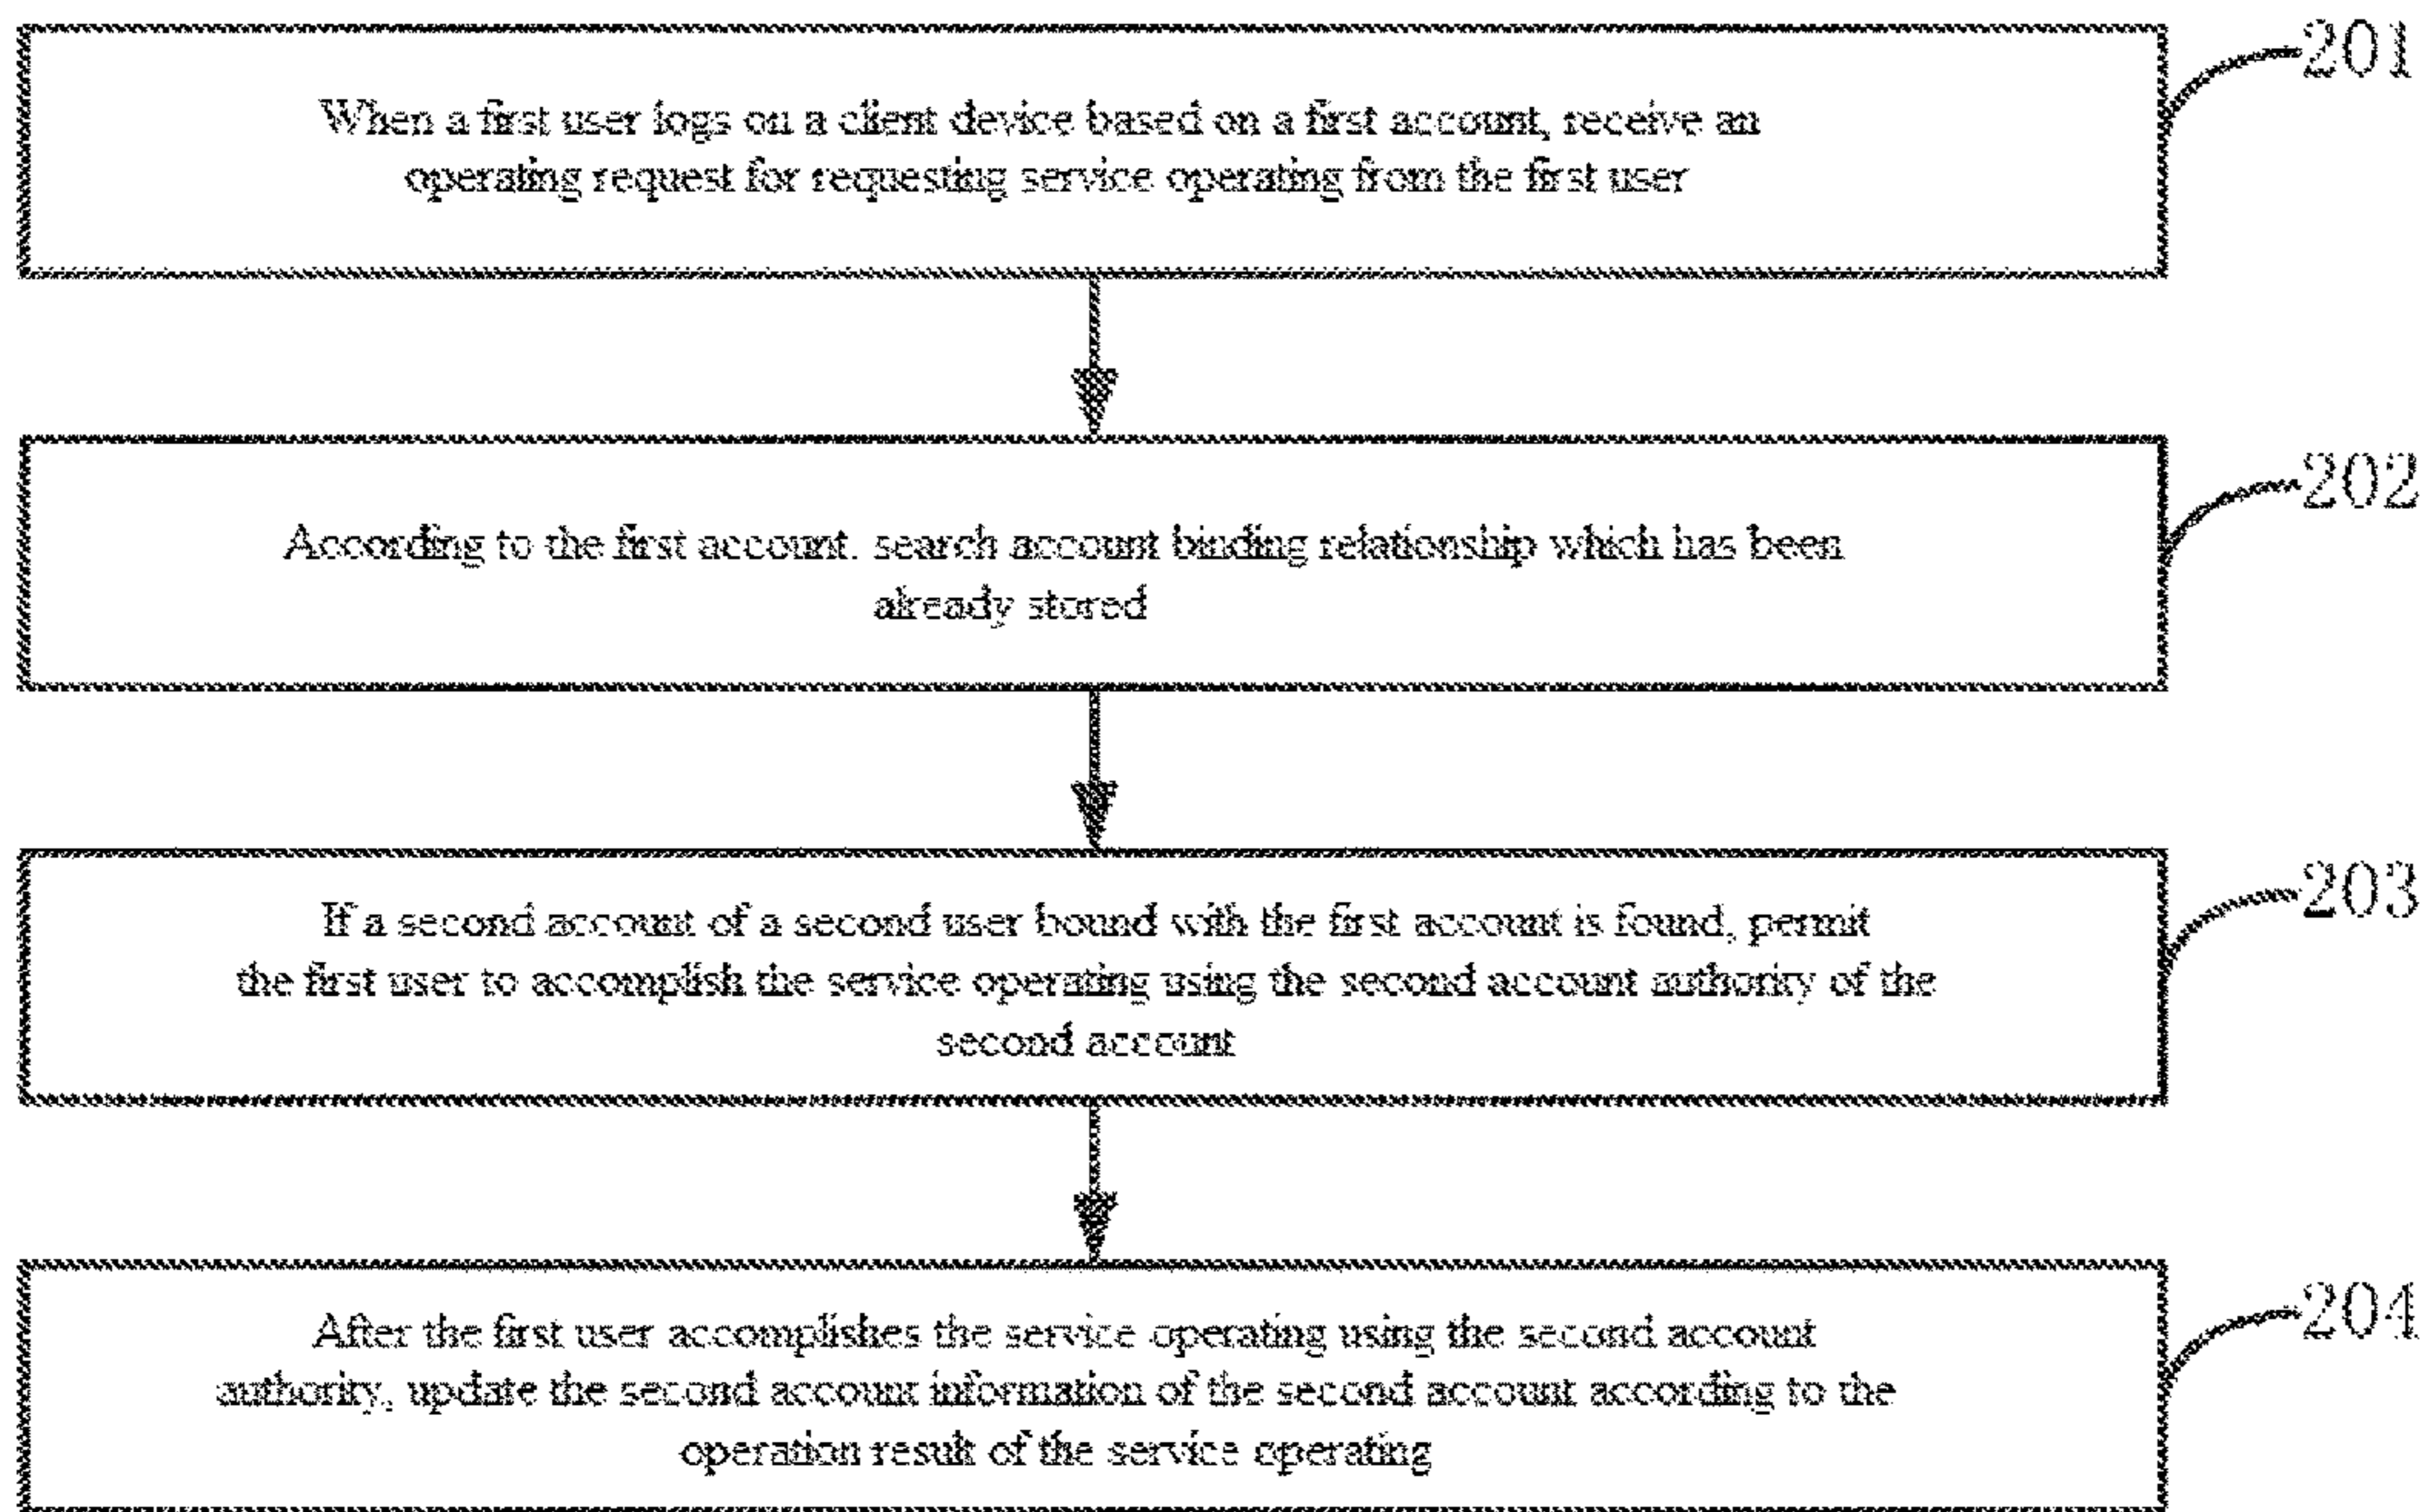 201
When a first user logs on a client device based on a first account, receive an
operating request for requesting service operating from the first user
202
According to the first account. search account binding relationship which has been
already stored
203
If a second account of a second user bound with the first account is found, permit
the first user to accomplish the service operating using the second account authority of the
second account
204
After the first user accomplishes the service operating using the second account
authority, update the second account information of the second account according to the
operation result of the service operating